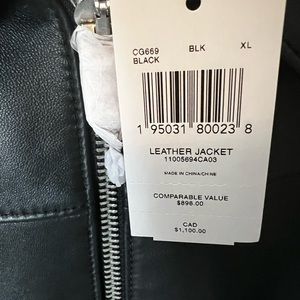 CG669 BLK XL
BLACK
1 95031 80023 8
LEATHER JACKET
11005694CA03
MADE IN CHINA/CHINE
COMPARABLE VALUE
$898.00
CAD
$1,100.00